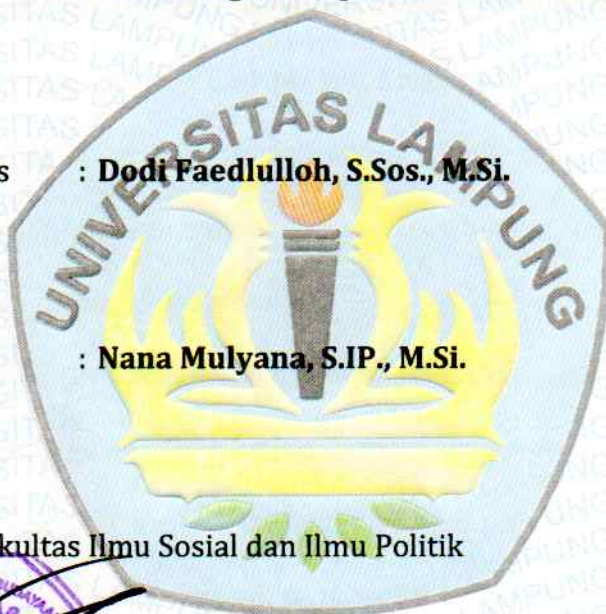 UNIVERSITAS LAMPUNG
s : Dodi Faedlulloh, S.Sos., M.Si.
: Nana Mulyana, S.IP., M.Si.
kultas Ilmu Sosial dan Ilmu Politik